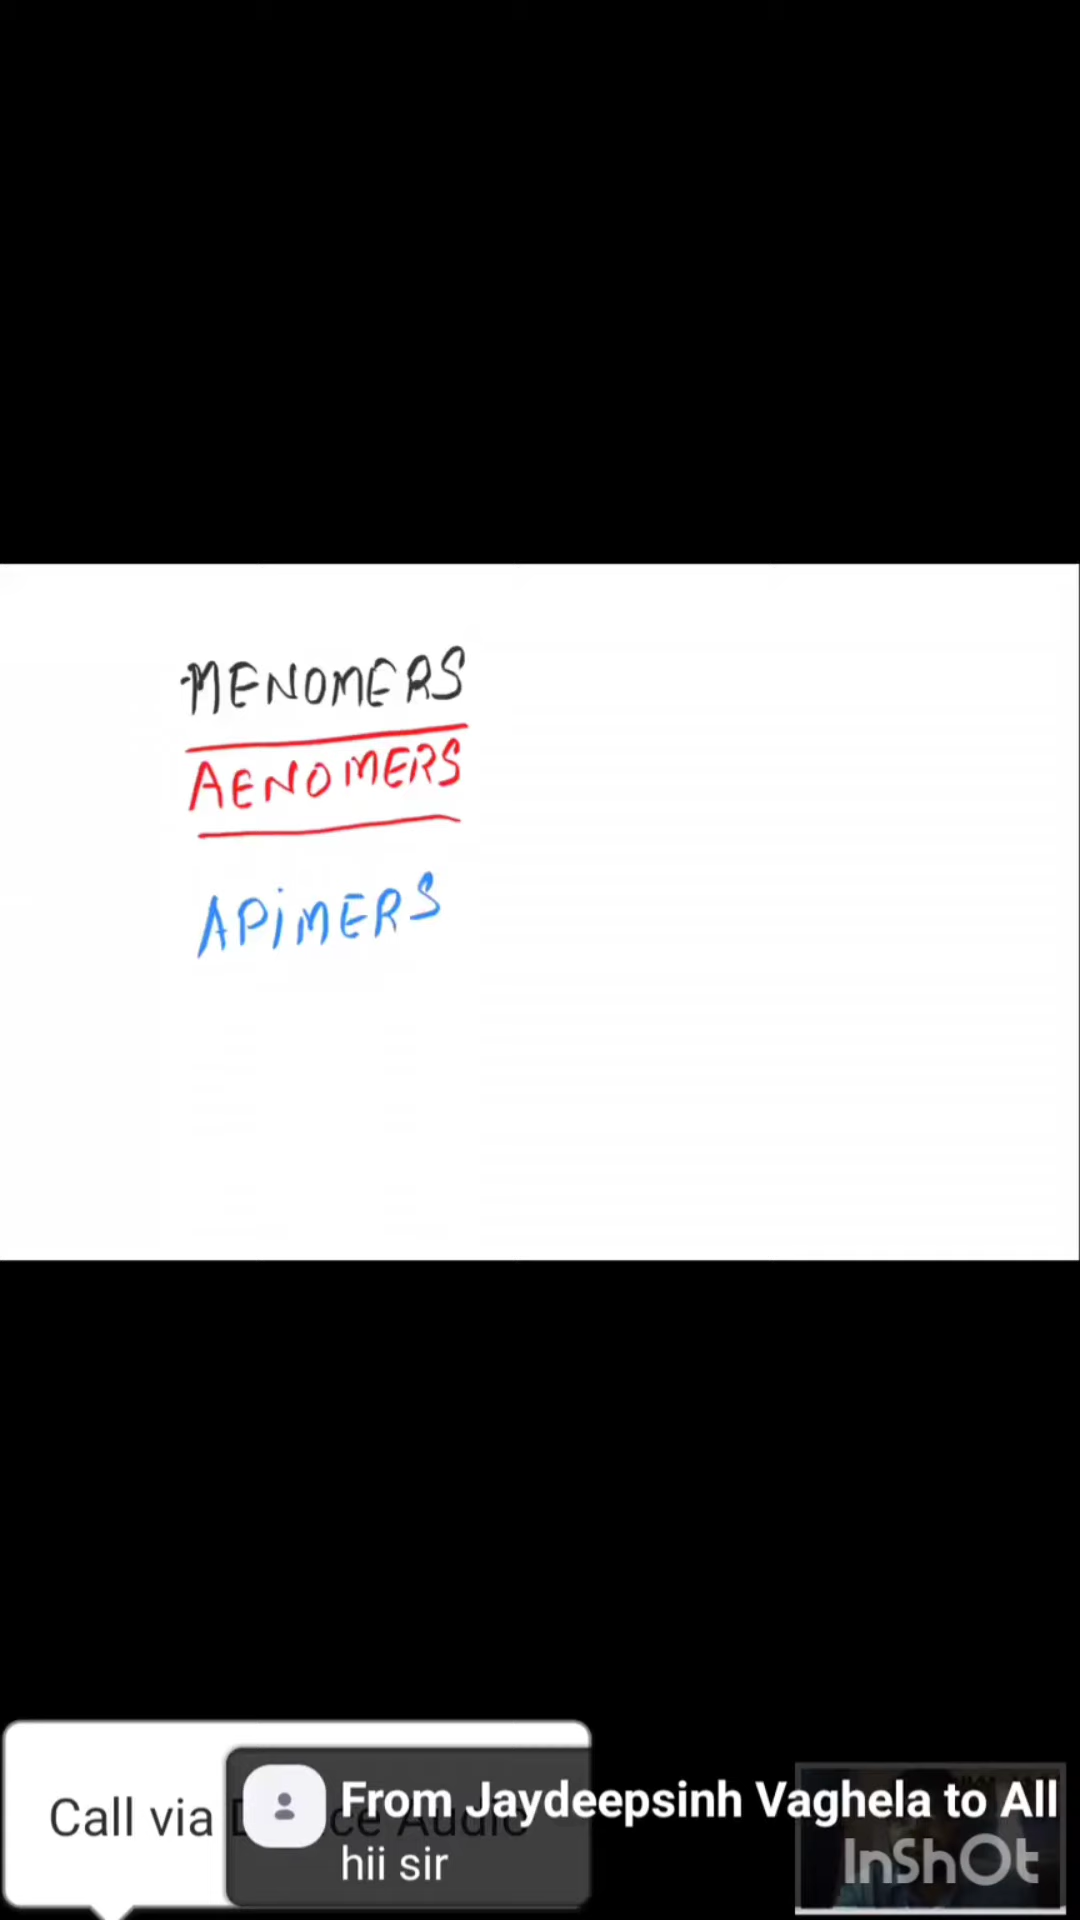 MENOMERS
AENOMERS
APiMERS
Call via
From Jaydeepsinh Vaghela to All
hii sir
InShOt